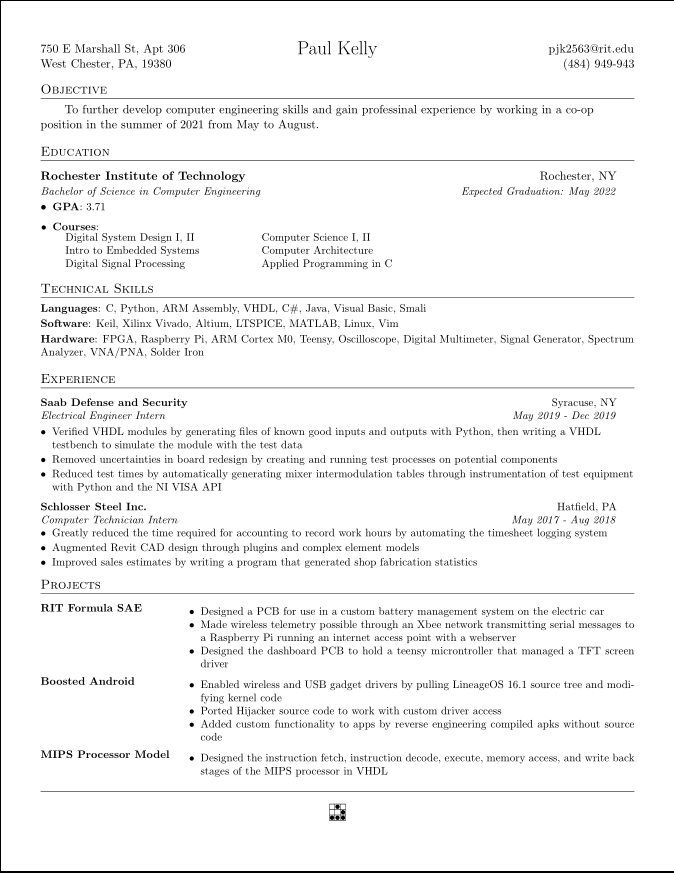 750 E Marshall St, Apt 306 Paul Kelly pjk2563@rit.edu
West Chester, PA, 19380 (484) 949-943
Objective
To further develop computer engineering skills and gain professinal experience by working in a co-op
position in the summer of 2021 from May to August.
Education
Rochester Institute of Technology Rochester, NY
Bachelor of Science in Computer Engineering Expected Graduation: May 2022
• GPA: 3.71
• Courses:
Digital System Design I, II Computer Science I, II
Intro to Embedded Systems Computer Architecture
Digital Signal Processing Applied Programming in C
Technical Skills
Languages: C, Python, ARM Assembly, VHDL, C#, Java, Visual Basic, Smali
Software: Keil, Xilinx Vivado, Altium, LTSPICE, MATLAB, Linux, Vim
Hardware: FPGA, Raspberry Pi, ARM Cortex M0, Teensy, Oscilloscope, Digital Multimeter, Signal Generator, Spectrum
Analyzer, VNA/PNA, Solder Iron
Experience
Saab Defense and Security Syracuse, NY
Electrical Engineer Intern May 2019 - Dec 2019
• Verified VHDL modules by generating files of known good inputs and outputs with Python, then writing a VHDL
testbench to simulate the module with the test data
• Removed uncertainties in board redesign by creating and running test processes on potential components
• Reduced test times by automatically generating mixer intermodulation tables through instrumentation of test equipment
with Python and the NI VISA API
Schlosser Steel Inc. Hatfield, PA
Computer Technician Intern May 2017 - Aug 2018
• Greatly reduced the time required for accounting to record work hours by automating the timesheet logging system
• Augmented Revit CAD design through plugins and complex element models
• Improved sales estimates by writing a program that generated shop fabrication statistics
Projects
RIT Formula SAE • Designed a PCB for use in a custom battery management system on the electric car
• Made wireless telemetry possible through an Xbee network transmitting serial messages to
a Raspberry Pi running an internet access point with a webserver
• Designed the dashboard PCB to hold a teensy microntroller that managed a TFT screen
driver
Boosted Android • Enabled wireless and USB gadget drivers by pulling LineageOS 16.1 source tree and modi-
fying kernel code
• Ported Hijacker source code to work with custom driver access
• Added custom functionality to apps by reverse engineering compiled apks without source
code
MIPS Processor Model • Designed the instruction fetch, instruction decode, execute, memory access, and write back
stages of the MIPS processor in VHDL